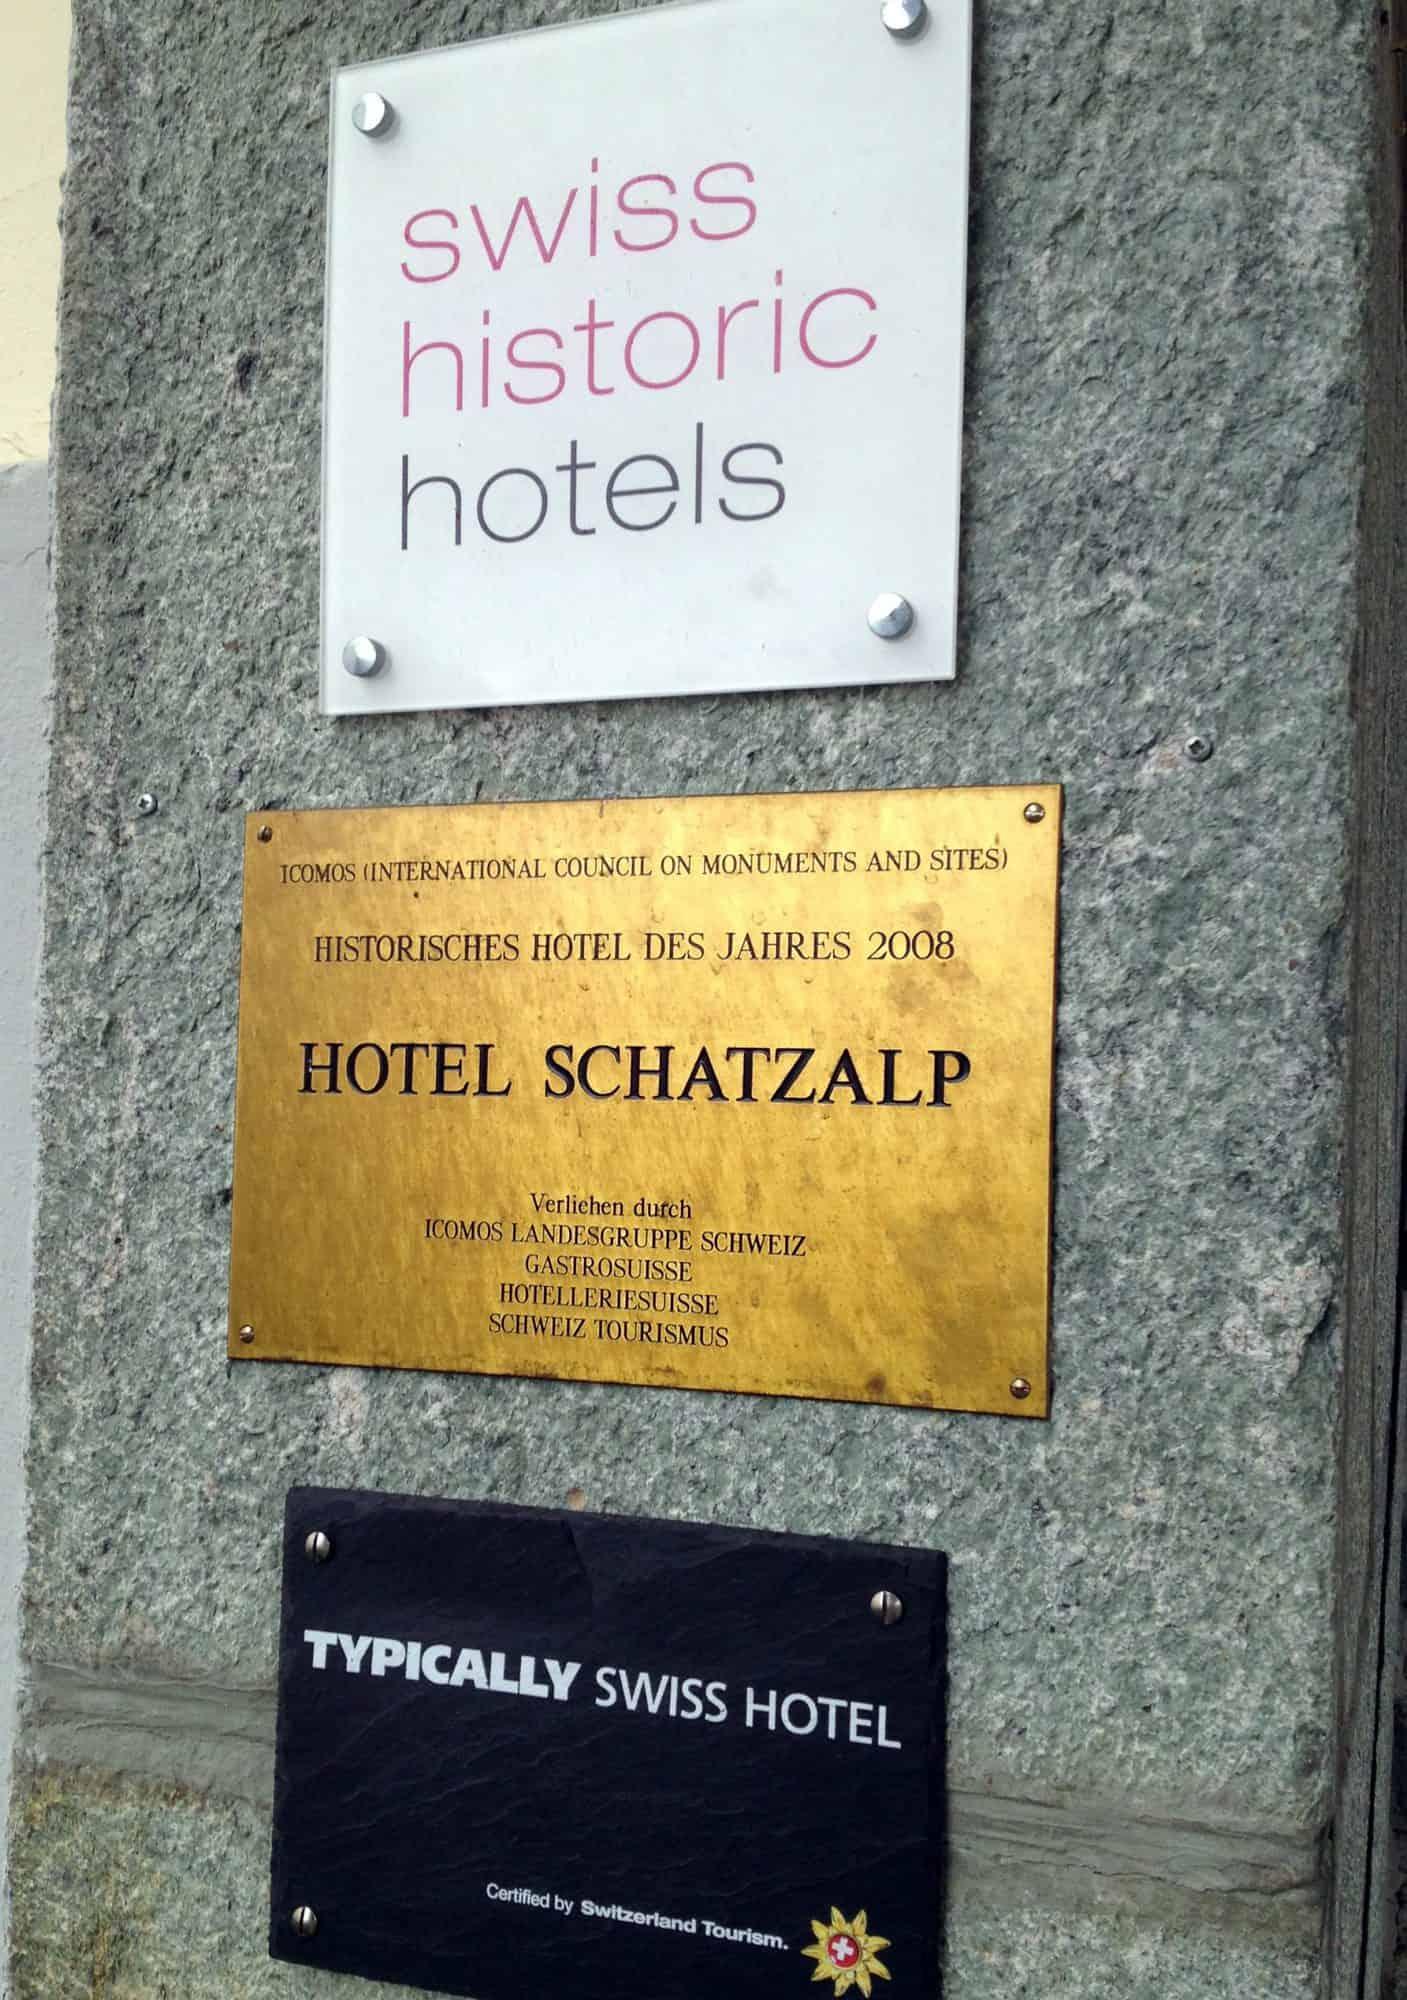 swiss
historic
hotels
ICOMOS (INTERNATIONAL COUNCIL ON MONUMENTS AND SITES)
HISTORISCHES HOTEL DES JAHRES 2008
HOTEL SCHATZALP
Verliehen durch
ICOMOS LANDESGRUPPE SCHWEIZ
GASTROSUISSE
HOTELLERIESUISSE
SCHWEIZ TOURISMUS
TYPICALLY SWISS HOTEL
Certified by Switzerland Tourism.